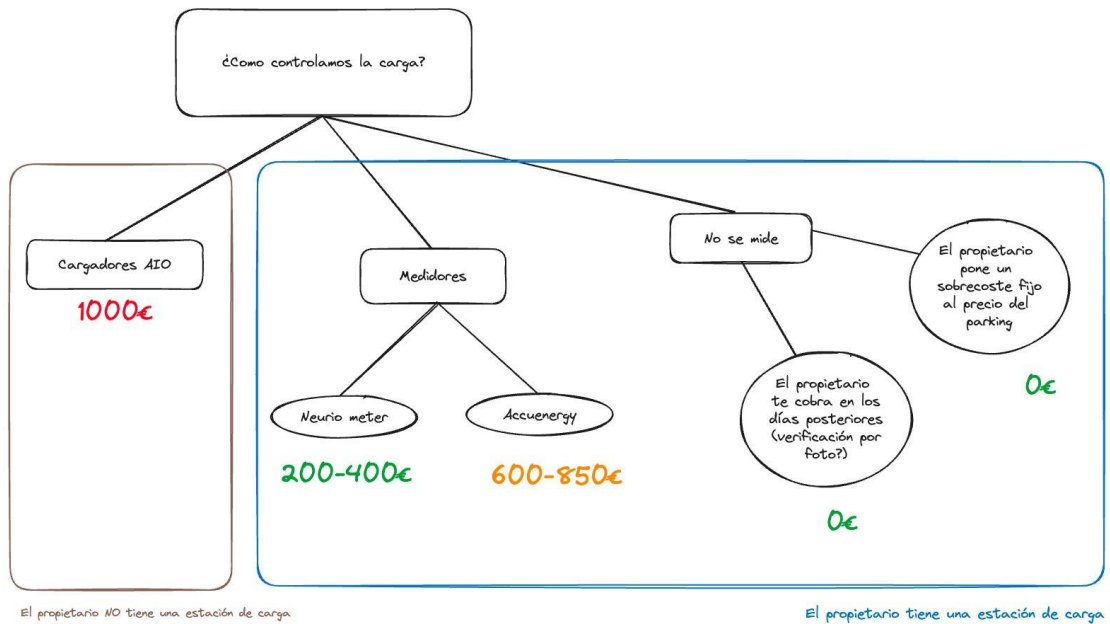 ¿Como controlamos la carga?
Cargadores AIO
1000€
Medidores
No se mide
El propietario
pone un
sobrecoste fijo
al precio del
parking
0€
Neurio meter
200-400€
Accuenergy
600-850€
El propietario
te cobra en los
días posteriores
(verificación por
foto?)
0€
El propietario NO tiene una estación de carga
El propietario tiene una estación de carga